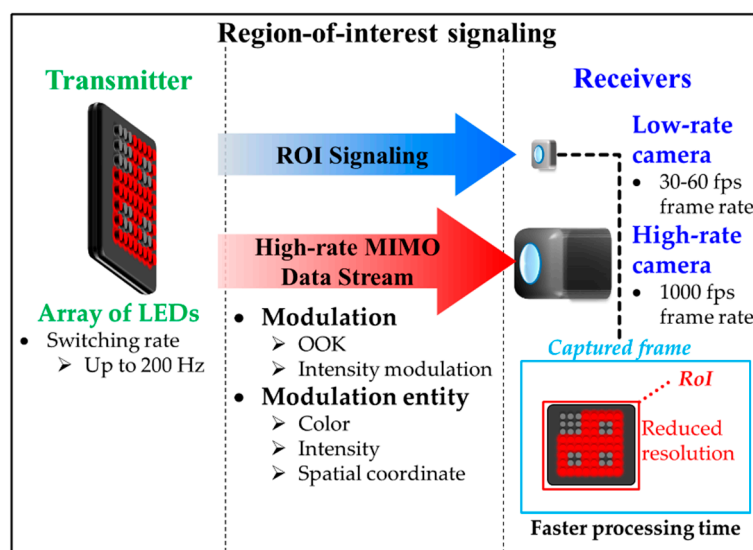 Region-of-interest signaling
Transmitter
Array of LEDs
• Switching rate
➢ Up to 200 Hz
ROI Signaling
High-rate MIMO
Data Stream
• Modulation
➢ OOK
➢ Intensity modulation
• Modulation entity
➢ Color
➢ Intensity
➢ Spatial coordinate
Receivers
Low-rate
camera
• 30-60 fps
frame rate
High-rate
camera
• 1000 fps
frame rate
Captured frame
RoI
Reduced
resolution
Faster processing time